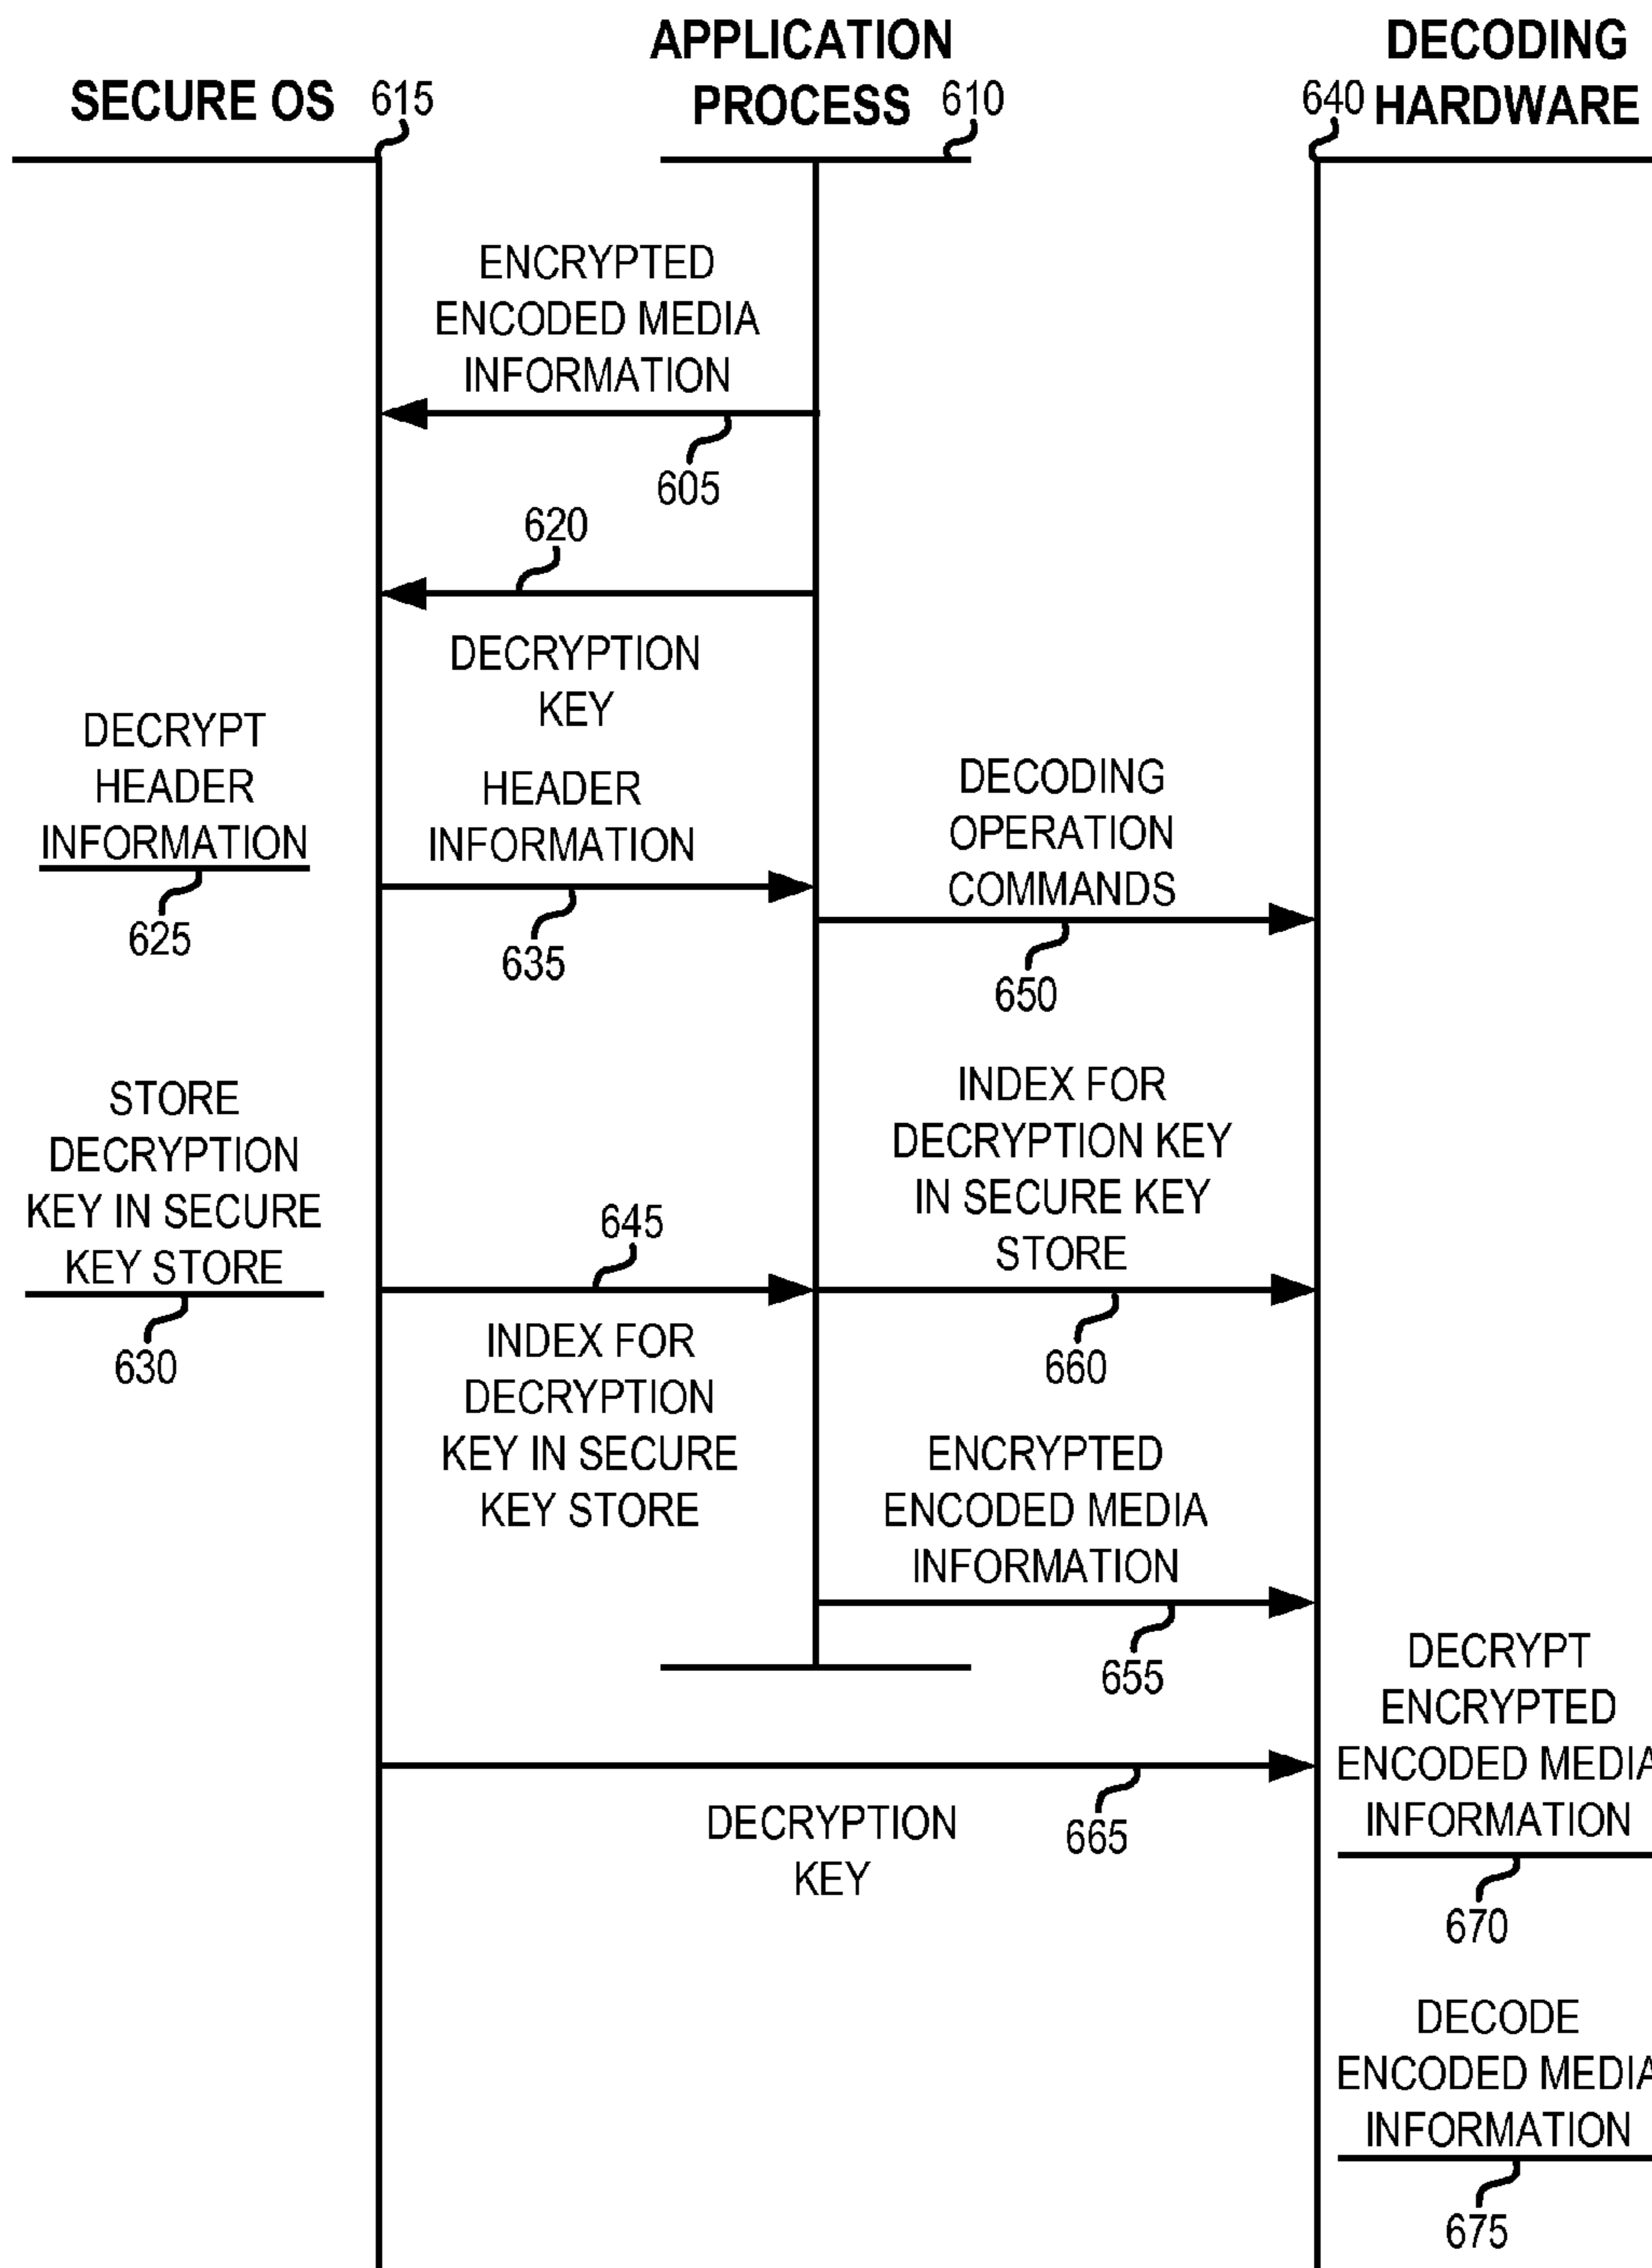 SECURE OS 615
APPLICATION
PROCESS 610
DECODING
640 HARDWARE
ENCRYPTED
ENCODED MEDIA
INFORMATION
605
620
DECRYPTION
KEY
DECRYPT
HEADER
INFORMATION
625
HEADER
INFORMATION
635
DECODING
OPERATION
COMMANDS
650
STORE
DECRYPTION
KEY IN SECURE
KEY STORE
630
645
INDEX FOR
DECRYPTION
KEY IN SECURE
KEY STORE
INDEX FOR
DECRYPTION KEY
IN SECURE KEY
STORE
660
ENCRYPTED
ENCODED MEDIA
INFORMATION
655
DECRYPTION
KEY
665
DECRYPT
ENCRYPTED
ENCODED MEDIA
INFORMATION
670
DECODE
ENCODED MEDIA
INFORMATION
675